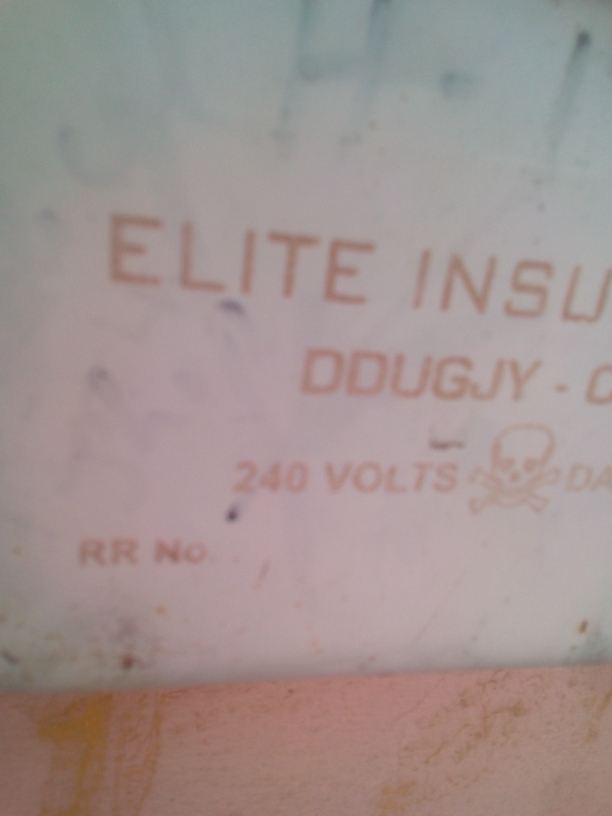 ELITE INSU
DDUGJY - C
240 VOLTS DA
RR No